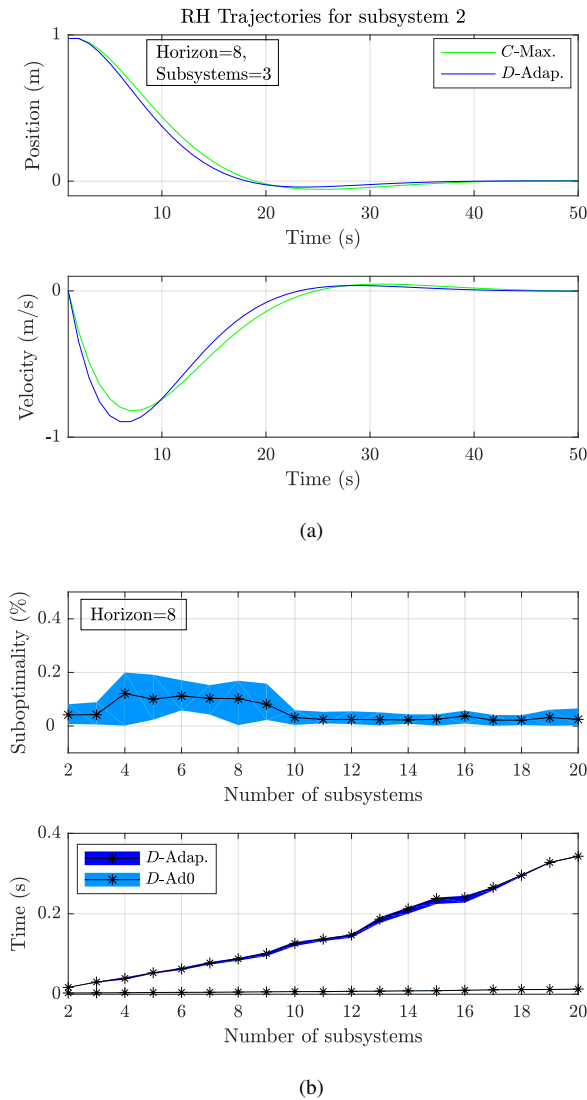 RH Trajectories for subsystem 2
Horizon=8,
Subsystems=3
C-Max.
D-Adap.
Position (m)
1
0
10 20 30 40 50
Time (s)
Velocity (m/s)
0
-1
10 20 30 40 50
Time (s)
(a)
Horizon=8
Suboptimality (%)
0.4
0.2
0
2 4 6 8 10 12 14 16 18 20
Number of subsystems
D-Adap.
D-Ad0
Time (s)
0.4
0.2
0
2 4 6 8 10 12 14 16 18 20
Number of subsystems
(b)